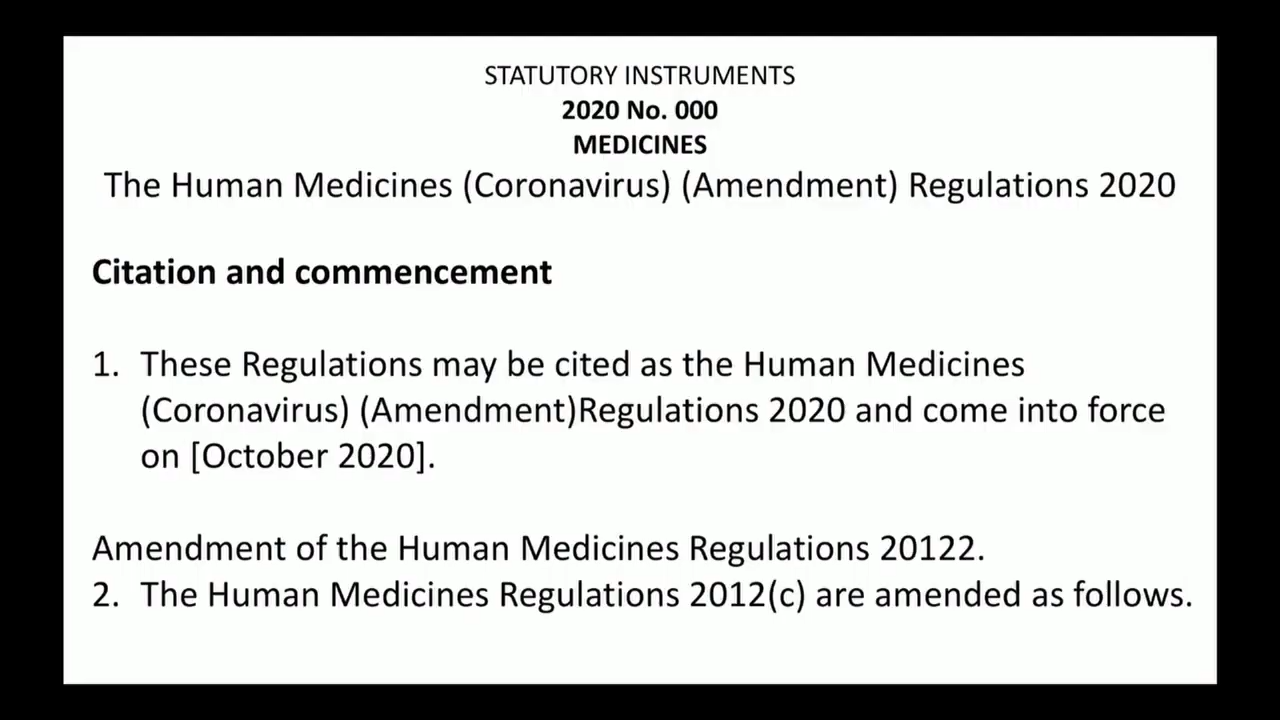 STATUTORY INSTRUMENTS
2020 No. 000
MEDICINES
The Human Medicines (Coronavirus) (Amendment) Regulations 2020
Citation and commencement
1. These Regulations may be cited as the Human Medicines
(Coronavirus) (Amendment)Regulations 2020 and come into force
on [October 2020].
Amendment of the Human Medicines Regulations 20122.
2. The Human Medicines Regulations 2012(c) are amended as follows.